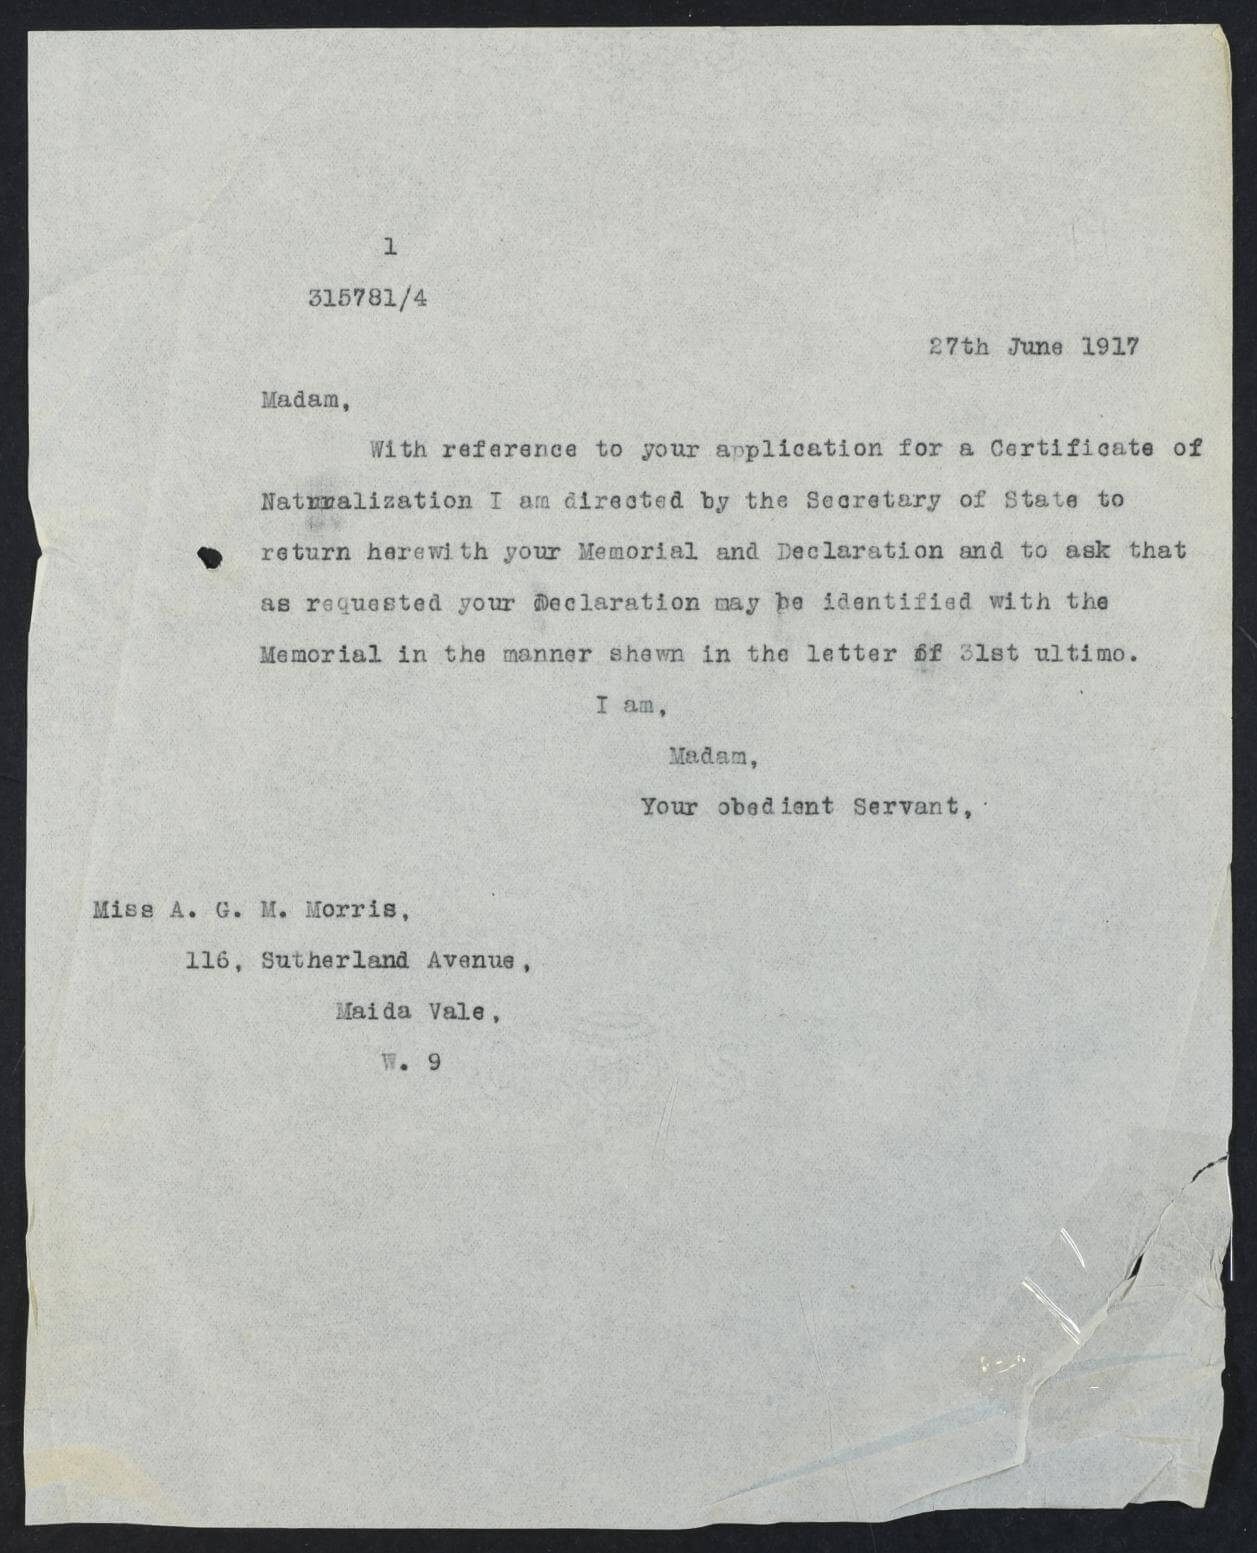 1
315781/4
27th June 1917
Madam,
With reference to your application for a Certificate of
Naturalization I am directed by the Secretary of State to
return herewith your Memorial and Declaration and to ask that
as requested your Declaration may be identified with the
Memorial in the manner shewn in the letter of 31st ultimo.
I am,
Madam,
Your obedient Servant,
Miss A. G. M. Morris,
116, Sutherland Avenue,
Maida Vale,
W. 9